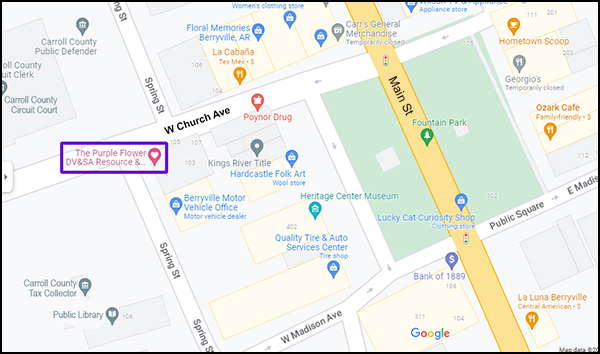 Women's clothing store
Wilson TV & Appliance
Appliance store
Carroll County
Public Defender
Floral Memories
Berryville, AR
Carr's General
Merchandise
Temporarily closed
Hometown Scoop
La Cabaña
Tex Mex • $
Carroll County
Circuit Clerk
Spring St
Main St
Georgio's
Temporarily closed
Carroll County
Circuit Court
W Church Ave
Poynor Drug
Ozark Cafe
Family-friendly • $
Fountain Park
The Purple Flower
DV&SA Resource &...
105
107
103
Kings River Title
Hardcastle Folk Art
Wool store
Heritage Center Museum
102
E Madis
Berryville Motor
Vehicle Office
Motor vehicle dealer
Public Square
Lucky Cat Curiosity Shop
Clothing store
402
Quality Tire & Auto
Services Center
Tire shop
Spring St
Bank of 1889
Carroll County
Tax Collector
La Luna Berryville
Central American • $
Public Library
Spring St
W Madison Ave
311
Google
Map data ©20